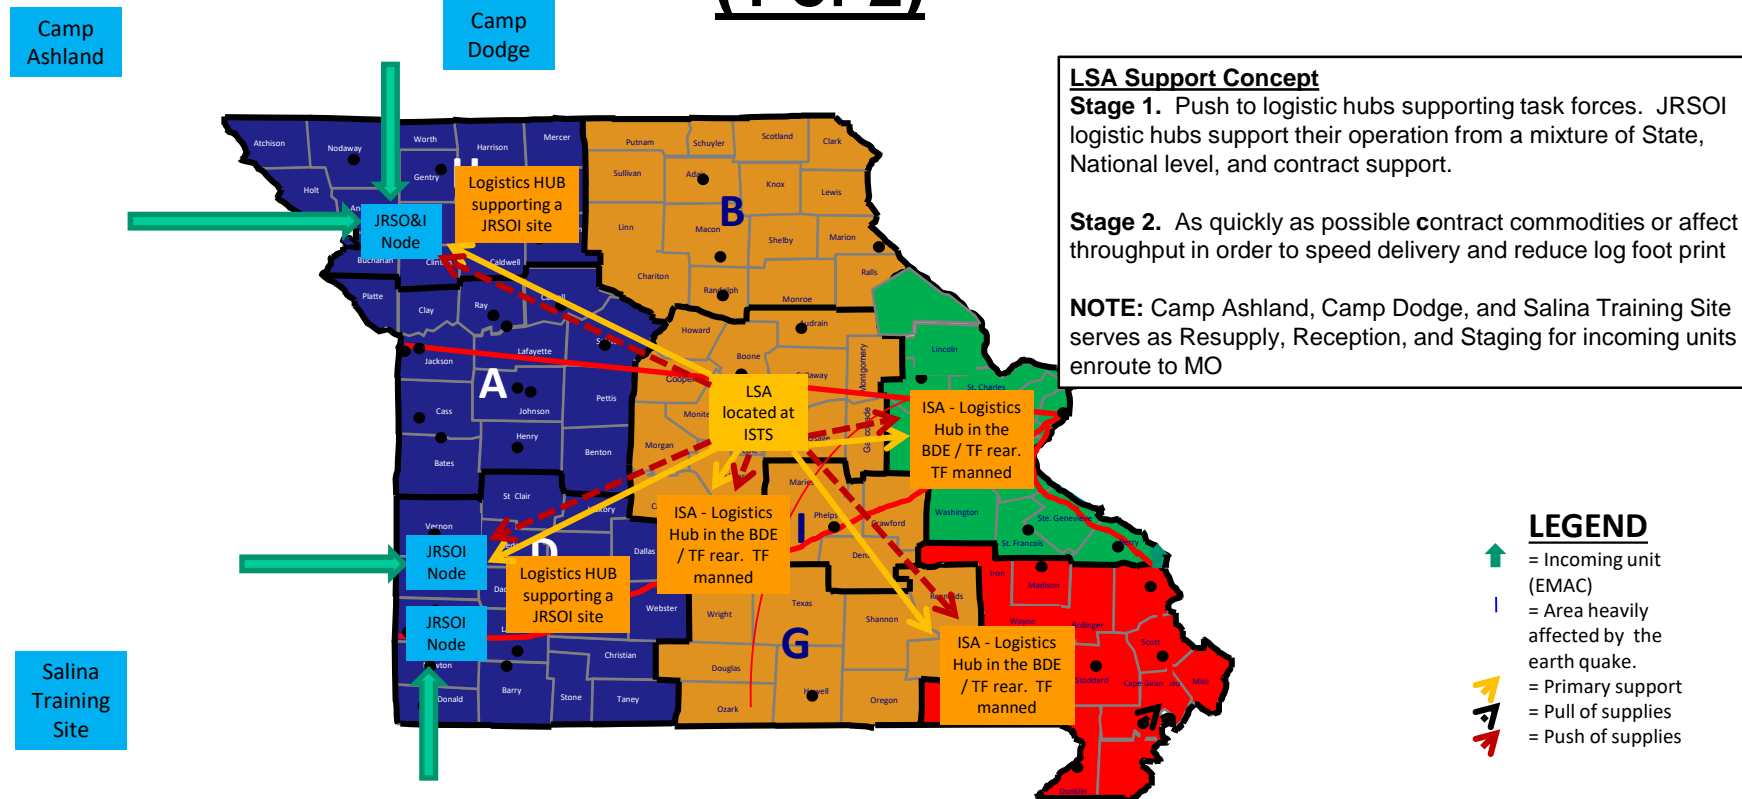 Camp
Ashland
Camp
Dodge
LSA Support Concept
Stage 1. Push to logistic hubs supporting task forces. JRSOI
logistic hubs support their operation from a mixture of State,
National level, and contract support.
Stage 2. As quickly as possible contract commodities or affect
throughput in order to speed delivery and reduce log foot print
NOTE: Camp Ashland, Camp Dodge, and Salina Training Site
serves as Resupply, Reception, and Staging for incoming units
enroute to MO
Atchison
Nodaway
Worth
Harrison
Mercer
Putnam
Schuyler
Scotland
Clark
Holt
Gentry
Sullivan
Knox
Lewis
Logistics HUB
supporting a
JRSOI site
JRSO&I
Node
B
Linn
Macon
Shelby
Marion
Buchanan
Caldwell
Chariton
Randolph
Monroe
Ralls
Platte
Clay
Ray
Howard
Boone
Lafayette
Jackson
Lincoln
Montgomery
St. Charles
A
Cass
Johnson
Pettis
Cooper
LSA
located at
ISTS
ISA - Logistics
Hub in the
BDE / TF rear.
TF manned
Henry
Bates
Benton
Morgan
St Clair
Vernon
Maries
Phelps
I
Crawford
Washington
Ste. Genevieve
St. Francois
ISA - Logistics
Hub in the BDE
/ TF rear. TF
manned
JRSOI
Node
D
Dallas
Logistics HUB
supporting a
JRSOI site
JRSOI
Node
Webster
Wright
Texas
Shannon
Iron
Madison
Wayne
Scott
G
ISA - Logistics
Hub in the BDE
/ TF rear. TF
manned
Christian
Douglas
Stoddard
Miss
Barry
Stone
Taney
Ozark
Howell
Oregon
Dunklin
Salina
Training
Site
LEGEND
= Incoming unit
(EMAC)
= Area heavily
affected by the
earth quake.
= Primary support
= Pull of supplies
= Push of supplies